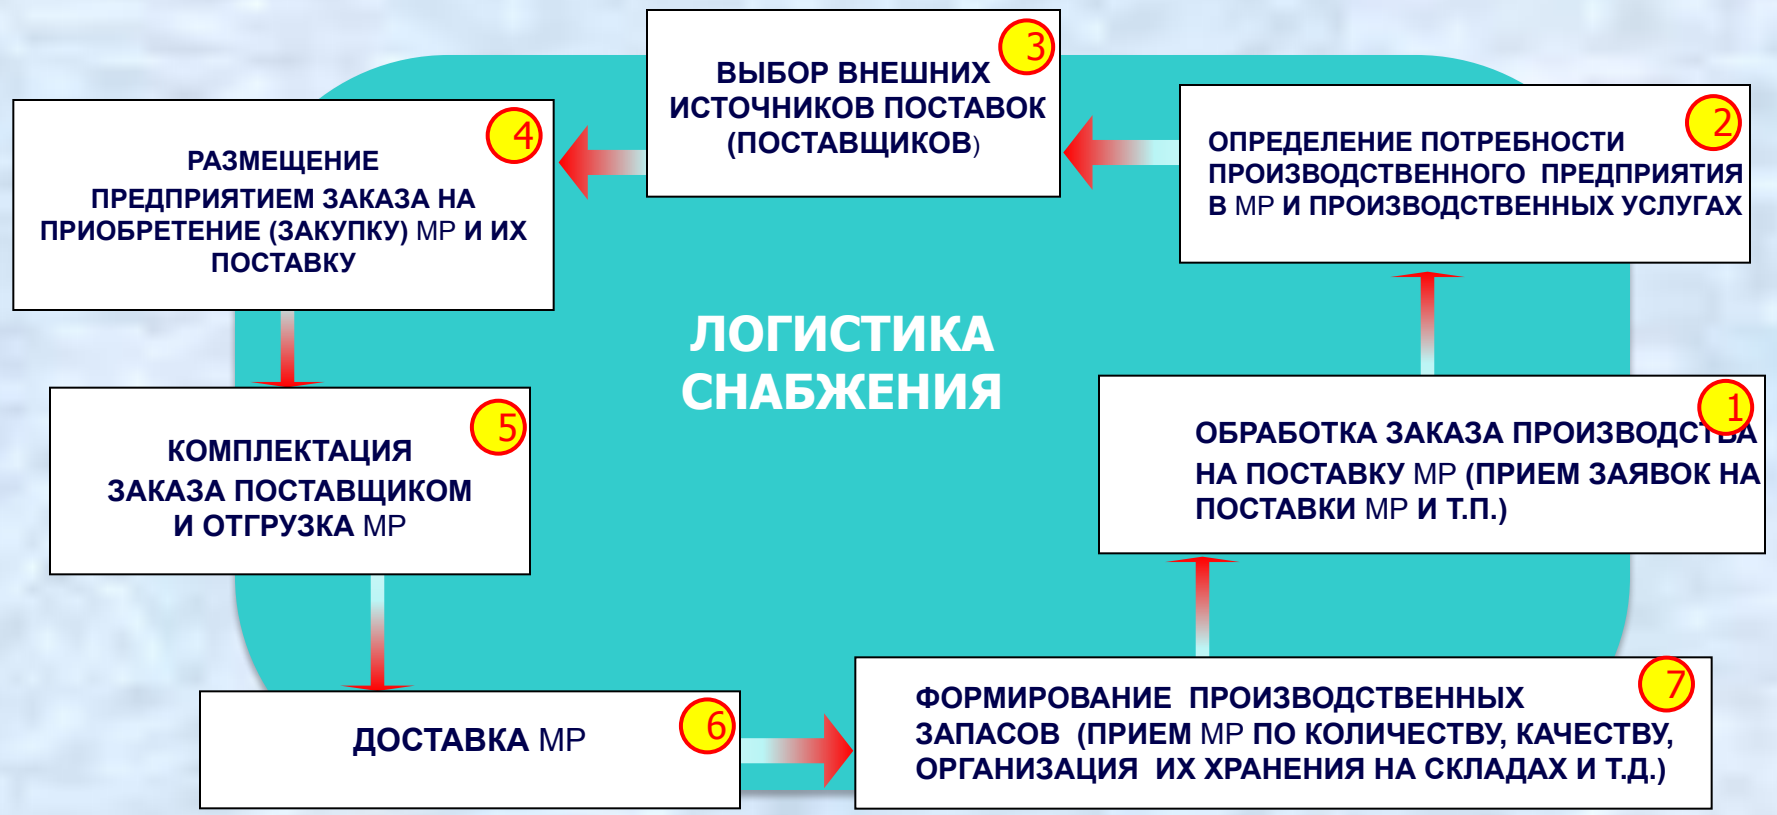 3
ВЫБОР ВНЕШНИХ
ИСТОЧНИКОВ ПОСТАВОК
(ПОСТАВЩИКОВ)
4
РАЗМЕЩЕНИЕ
ПРЕДПРИЯТИЕМ ЗАКАЗА НА
ПРИОБРЕТЕНИЕ (ЗАКУПКУ) МР И ИХ
ПОСТАВКУ
2
ОПРЕДЕЛЕНИЕ ПОТРЕБНОСТИ
ПРОИЗВОДСТВЕННОГО ПРЕДПРИЯТИЯ
В МР И ПРОИЗВОДСТВЕННЫХ УСЛУГАХ
ЛОГИСТИКА
СНАБЖЕНИЯ
5
КОМПЛЕКТАЦИЯ
ЗАКАЗА ПОСТАВЩИКОМ
И ОТГРУЗКА МР
1
ОБРАБОТКА ЗАКАЗА ПРОИЗВОДСТВА
НА ПОСТАВКУ МР (ПРИЕМ ЗАЯВОК НА
ПОСТАВКИ МР И Т.П.)
6
ДОСТАВКА МР
7
ФОРМИРОВАНИЕ ПРОИЗВОДСТВЕННЫХ
ЗАПАСОВ (ПРИЕМ МР ПО КОЛИЧЕСТВУ, КАЧЕСТВУ,
ОРГАНИЗАЦИЯ ИХ ХРАНЕНИЯ НА СКЛАДАХ И Т.Д.)